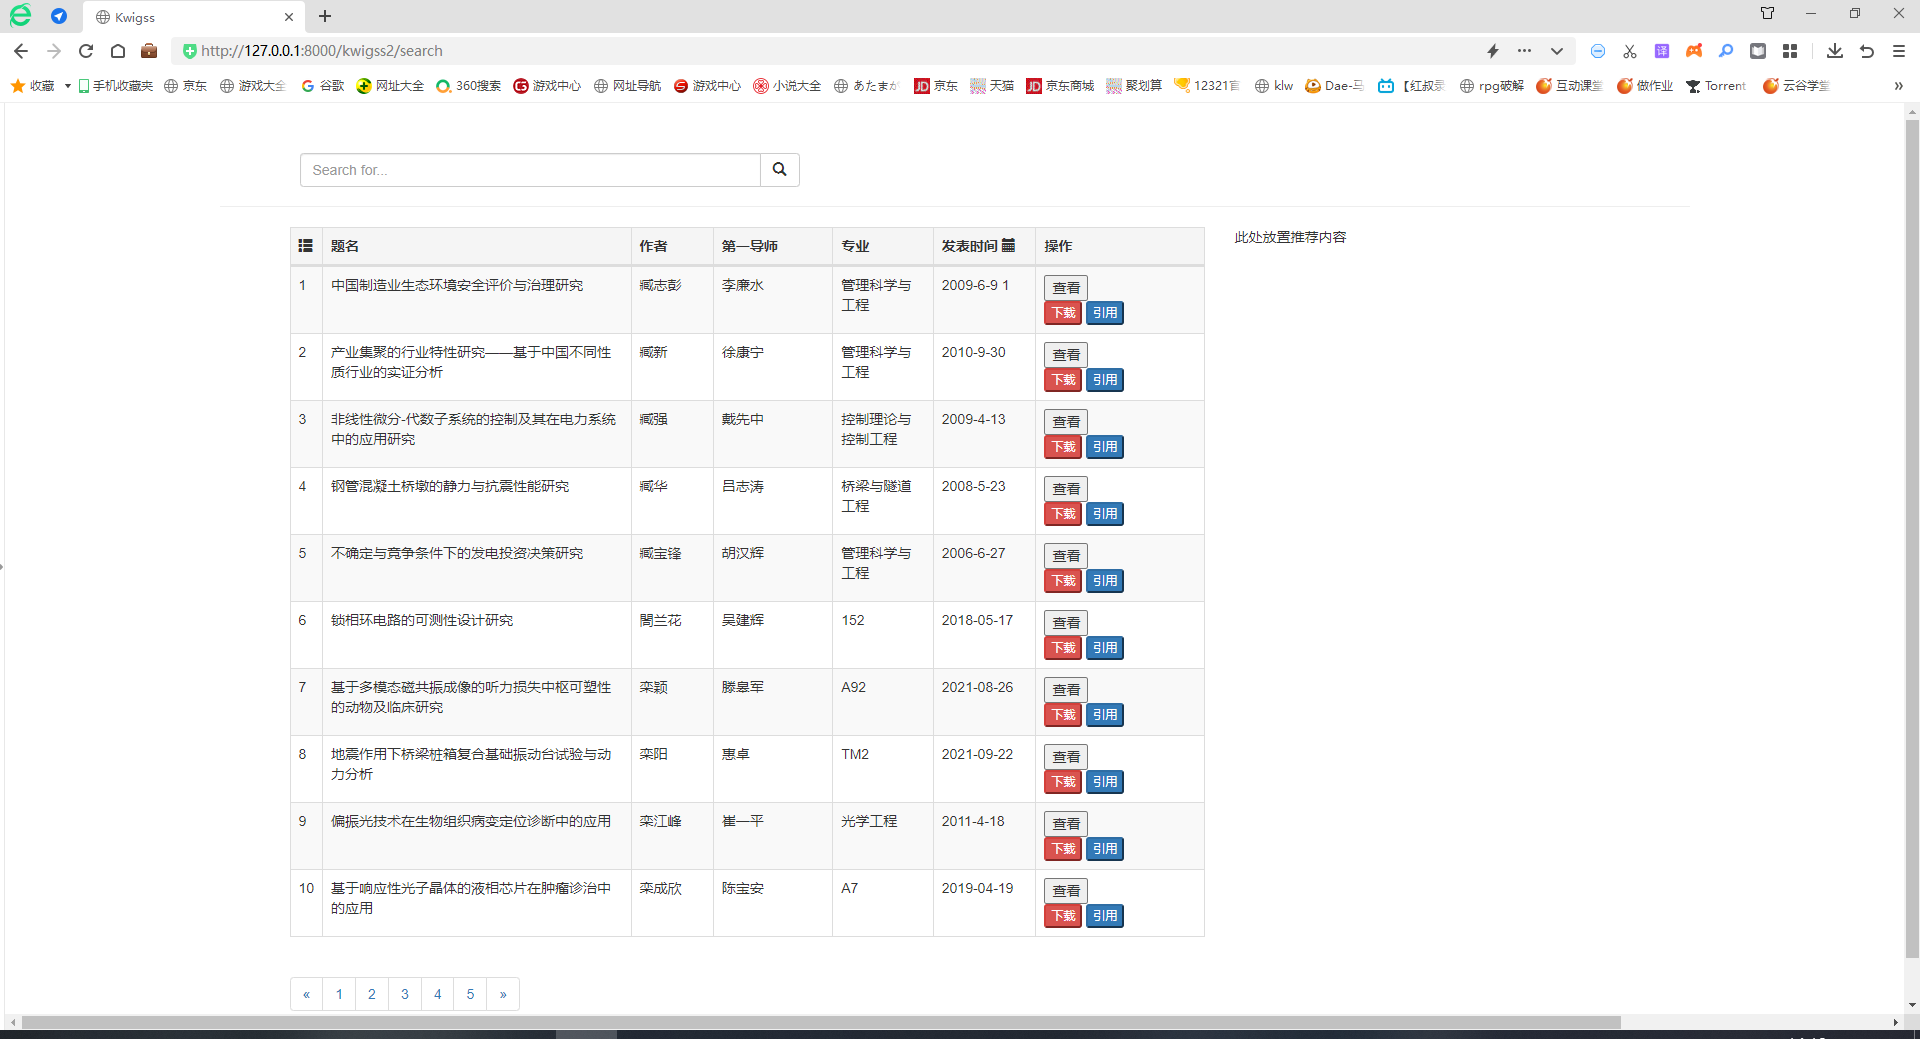 Kwigss
http://127.0.0.1:8000/kwigss2/search
收藏 手机收藏夹 京东 游戏大全 谷歌 网址大全 360搜索 游戏中心 网址导航 游戏中心 小说大全 あたまが 京东 天猫 京东商城 聚划算 12321官 klw Dae-马 【红叔 rpg破解 互动课堂 做作业 Torrent 云谷学堂 »
Search for...
题名 作者 第一导师 专业 发表时间 操作
此处放置推荐内容
1 中国制造业生态环境安全评价与治理研究 臧志彭 李廉水 管理科学与 2009-6-9 1 查看
工程 下载 引用
2 产业集聚的行业特性研究——基于中国不同性 臧新 徐康宁 管理科学与 2010-9-30 查看
质行业的实证分析 工程 下载 引用
3 非线性微分-代数子系统的控制及其在电力系统 臧强 戴先中 控制理论与 2009-4-13 查看
中的应用研究 控制工程 下载 引用
4 钢管混凝土桥墩的静力与抗震性能研究 臧华 吕志涛 桥梁与隧道 2008-5-23 查看
工程 下载 引用
5 不确定与竞争条件下的发电投资决策研究 臧宝锋 胡汉辉 管理科学与 2006-6-27 查看
工程 下载 引用
6 锁相环电路的可测性设计研究 閤兰花 吴建辉 152 2018-05-17 查看
下载 引用
7 基于多模态磁共振成像的听力损失中枢可塑性 栾颖 滕皋军 A92 2021-08-26 查看
的动物及临床研究 下载 引用
8 地震作用下桥梁桩箱复合基础振动台试验与动 栾阳 惠卓 TM2 2021-09-22 查看
力分析 下载 引用
9 偏振光技术在生物组织病变定位诊断中的应用 栾江峰 崔一平 光学工程 2011-4-18 查看
下载 引用
10 基于响应性光子晶体的液相芯片在肿瘤诊治中 栾成欣 陈宝安 A7 2019-04-19 查看
的应用 下载 引用
« 1 2 3 4 5 »